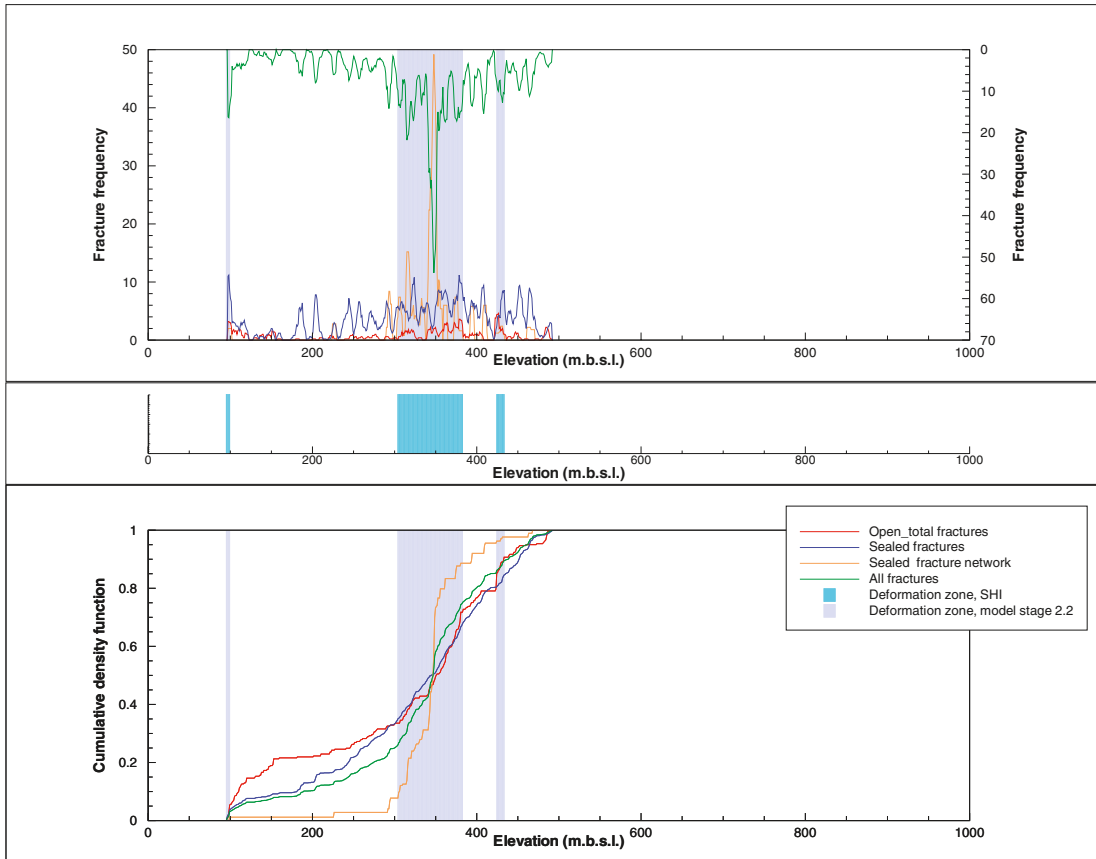 50
40
30
20
10
0
Fracture frequency
0
10
20
30
40
50
60
70
Fracture frequency
0 200 400 600 800 1000
Elevation (m.b.s.l.)
0 200 400 600 800 1000
Elevation (m.b.s.l.)
1
0.8
0.6
0.4
0.2
0
Cumulative density function
Open_total fractures
Sealed fractures
Sealed fracture network
All fractures
Deformation zone, SHI
Deformation zone, model stage 2.2
0 200 400 600 800 1000
Elevation (m.b.s.l.)